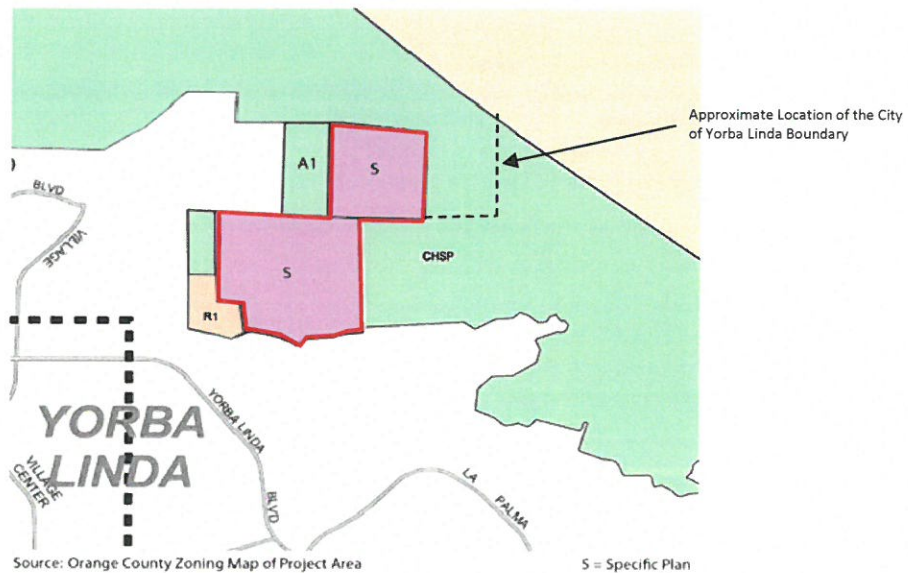 Approximate Location of the City
of Yorba Linda Boundary
A1
S
)
BLVD
VILLAGE
CHSP
S
R1
YORBA
LINDA
YORBA LINDA
BLVD
VILLAGE
CENTER
LA
PALMA
Source: Orange County Zoning Map of Project Area
S = Specific Plan